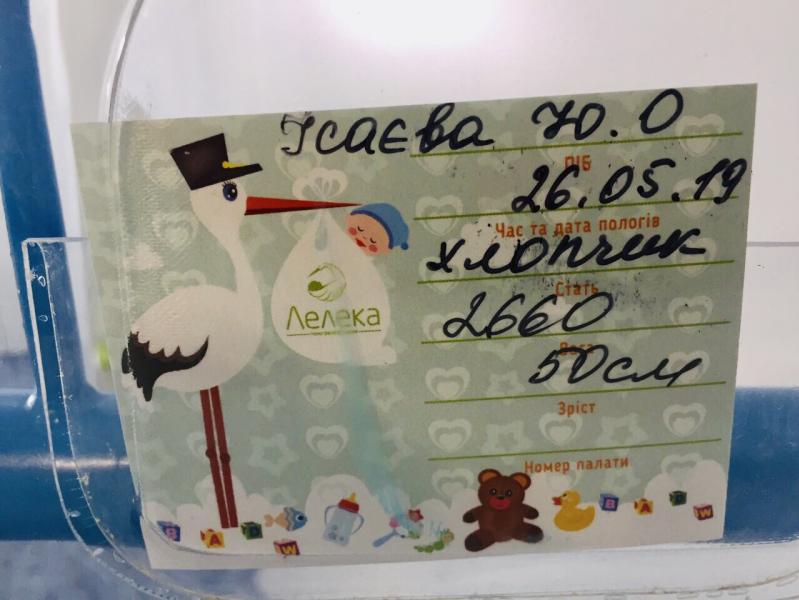 Ісаєва Ю.О
ПІБ
26.05.19
Час та дата пологів
хлопчик
Стать
2660
Вага
50см
Зріст
Номер палати
Лелека
B A D W
B A D W